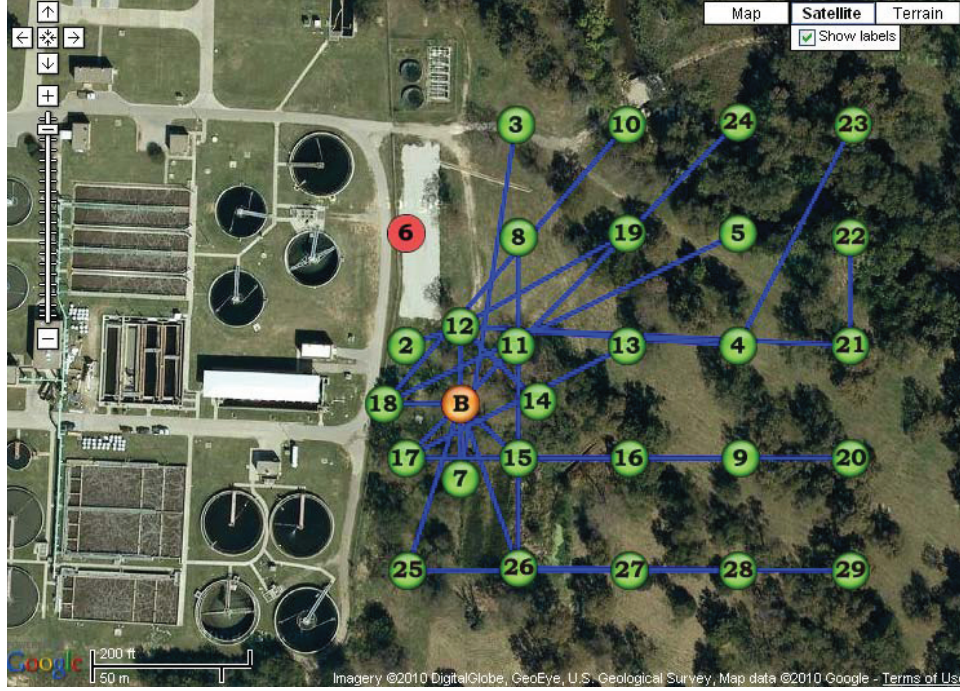 Map Satellite Terrain
Show labels
3 10 24 23
6 8 19 5 22
2 12 11 13 4 21
18 B 14
17 7 15 16 9 20
25 26 27 28 29
Google
200 ft
50 m
Imagery ©2010 DigitalGlobe, GeoEye, U.S. Geological Survey, Map data ©2010 Google - Terms of Us